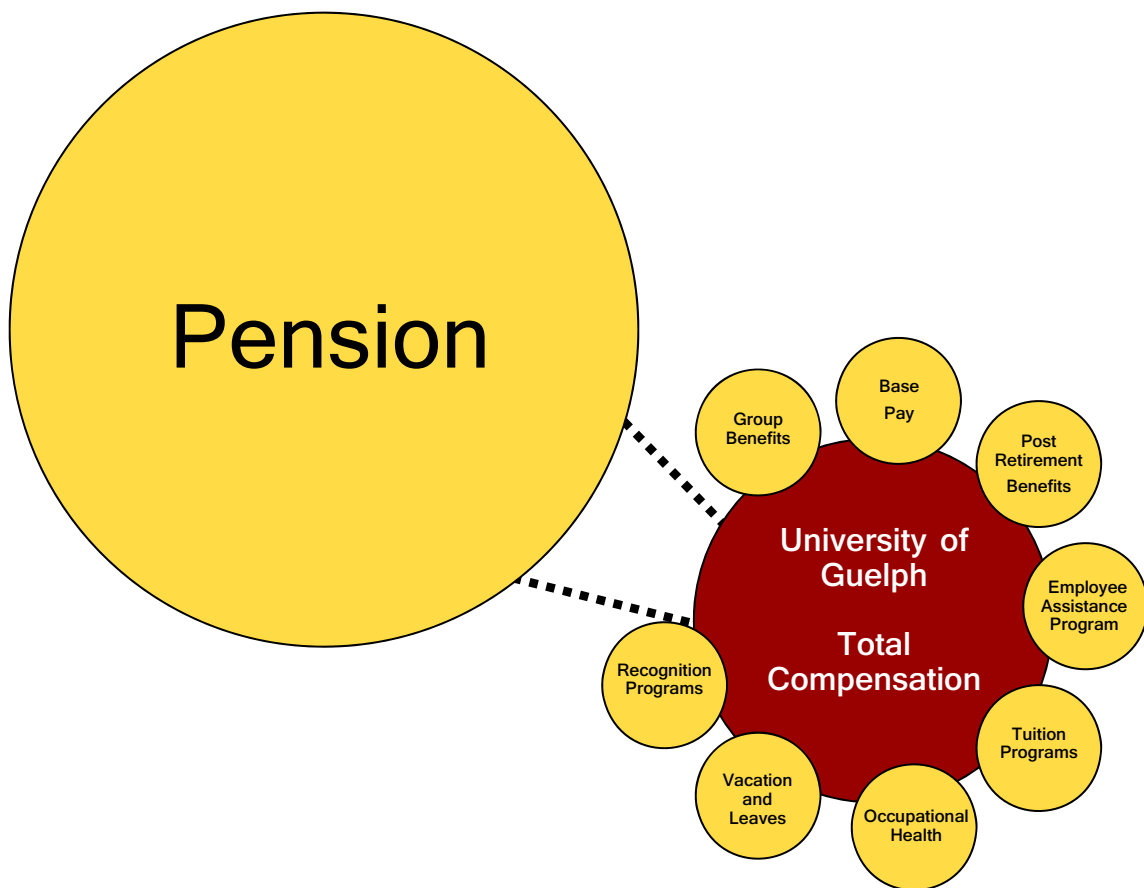 Pension
Base
Pay
Group
Benefits
Post
Retirement
Benefits
University of
Guelph
Total
Compensation
Employee
Assistance
Program
Recognition
Programs
Tuition
Programs
Vacation
and
Leaves
Occupational
Health